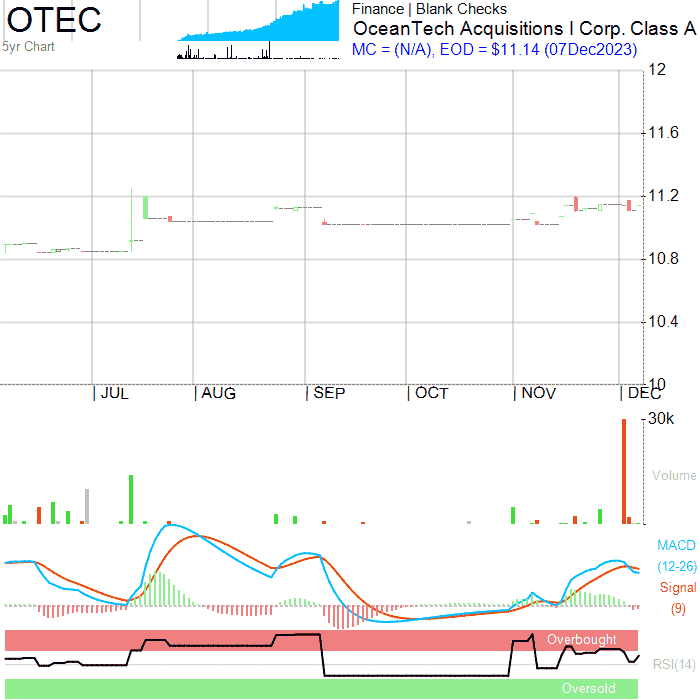 OTEC
5yr Chart
Finance | Blank Checks
OceanTech Acquisitions I Corp. Class A
MC = (N/A), EOD = $11.14 (07Dec2023)
12
11.6
11.2
10.8
10.4
10
JUL AUG SEP OCT NOV DEC
30k
Volume
MACD
(12-26)
Signal
(9)
Overbought
RSI(14)
Oversold